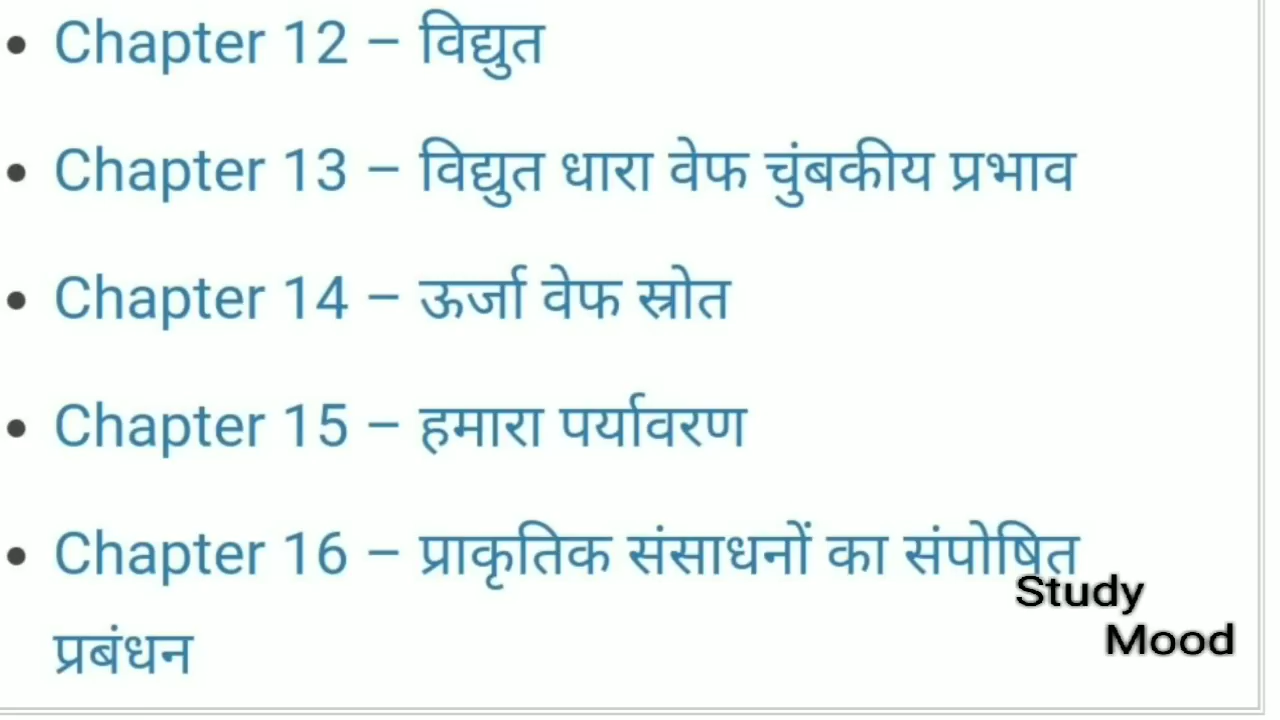 • Chapter 12 – विद्युत
• Chapter 13 – विद्युत धारा वेफ चुंबकीय प्रभाव
• Chapter 14 – ऊर्जा वेफ स्रोत
• Chapter 15 – हमारा पर्यावरण
• Chapter 16 – प्राकृतिक संसाधनों का संपोषित
प्रबंधन
Study
Mood